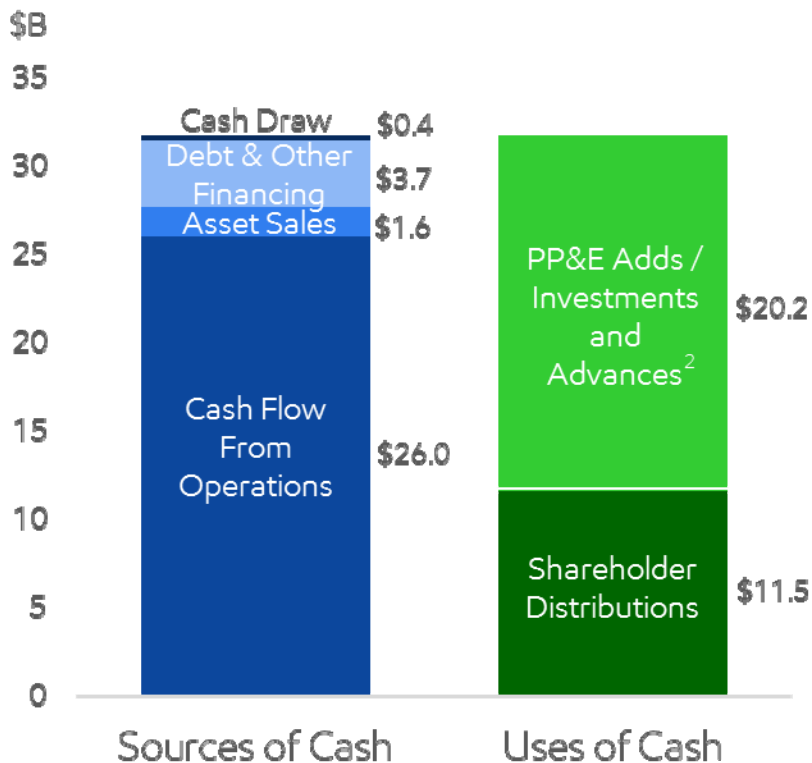 $B
35
30
25
20
15
10
5
0
Cash Draw
$0.4
Debt & Other
Financing
$3.7
Asset Sales
$1.6
Cash Flow
From
Operations
$26.0
PP&E Adds /
Investments
and
Advances²
$20.2
Shareholder
Distributions
$11.5
Sources of Cash
Uses of Cash